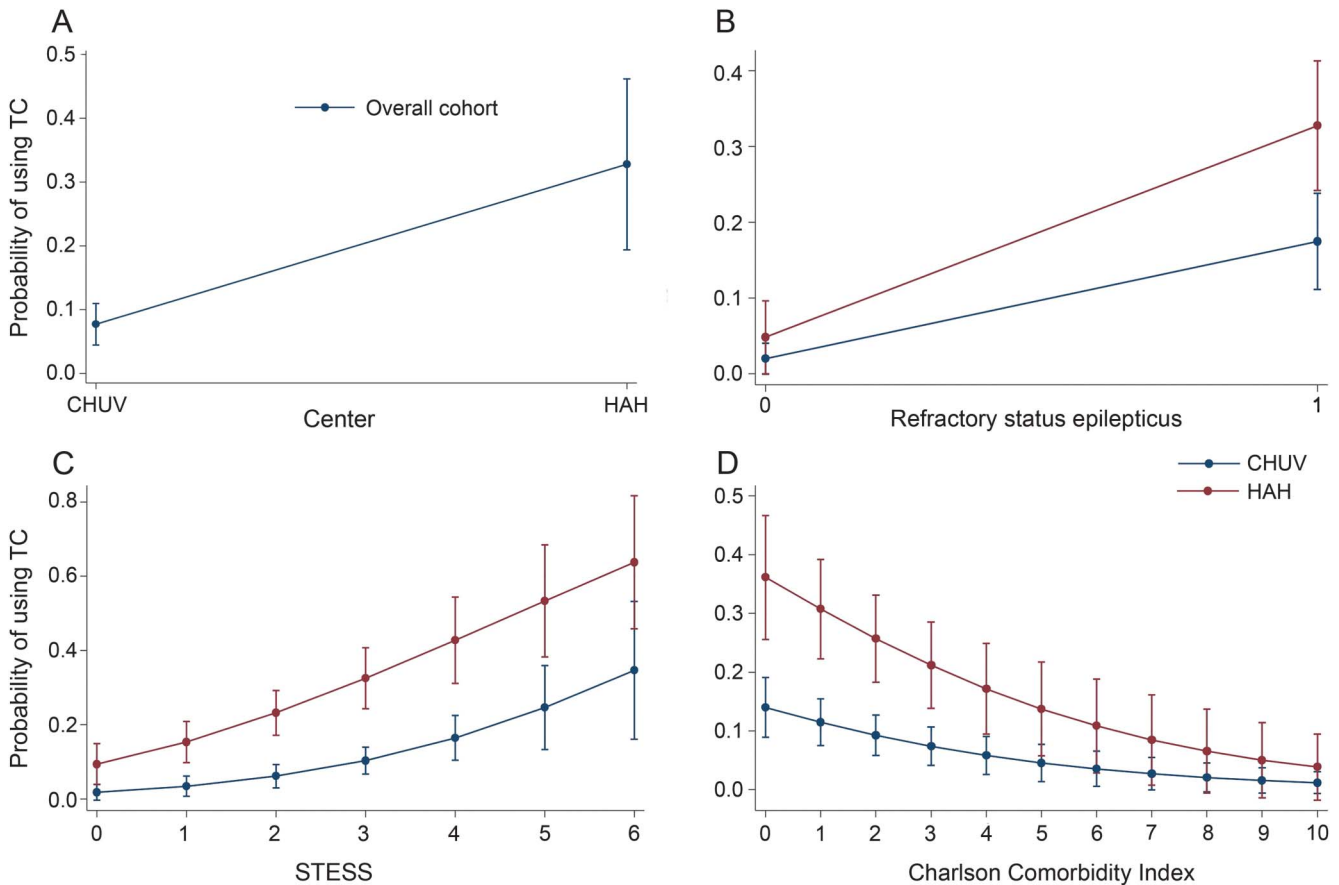 A
Probability of using TC
0.5
0.4
0.3
0.2
0.1
0.0
Overall cohort
CHUV
HAH
Center
B
0.4
0.3
0.2
0.1
0.0
0
1
Refractory status epilepticus
C
Probability of using TC
0.8
0.6
0.4
0.2
0.0
0 1 2 3 4 5 6
STESS
D
CHUV
HAH
0.5
0.4
0.3
0.2
0.1
0.0
0 1 2 3 4 5 6 7 8 9 10
Charlson Comorbidity Index